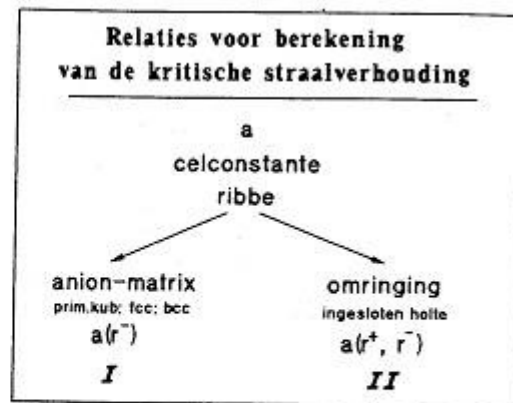 Relaties voor berekening
van de kritische straalverhouding
a
celconstante
ribbe
anion-matrix
prim.kub; fcc; bcc
a(r⁻)
I
omringing
ingesloten holte
a(r⁺, r⁻)
II